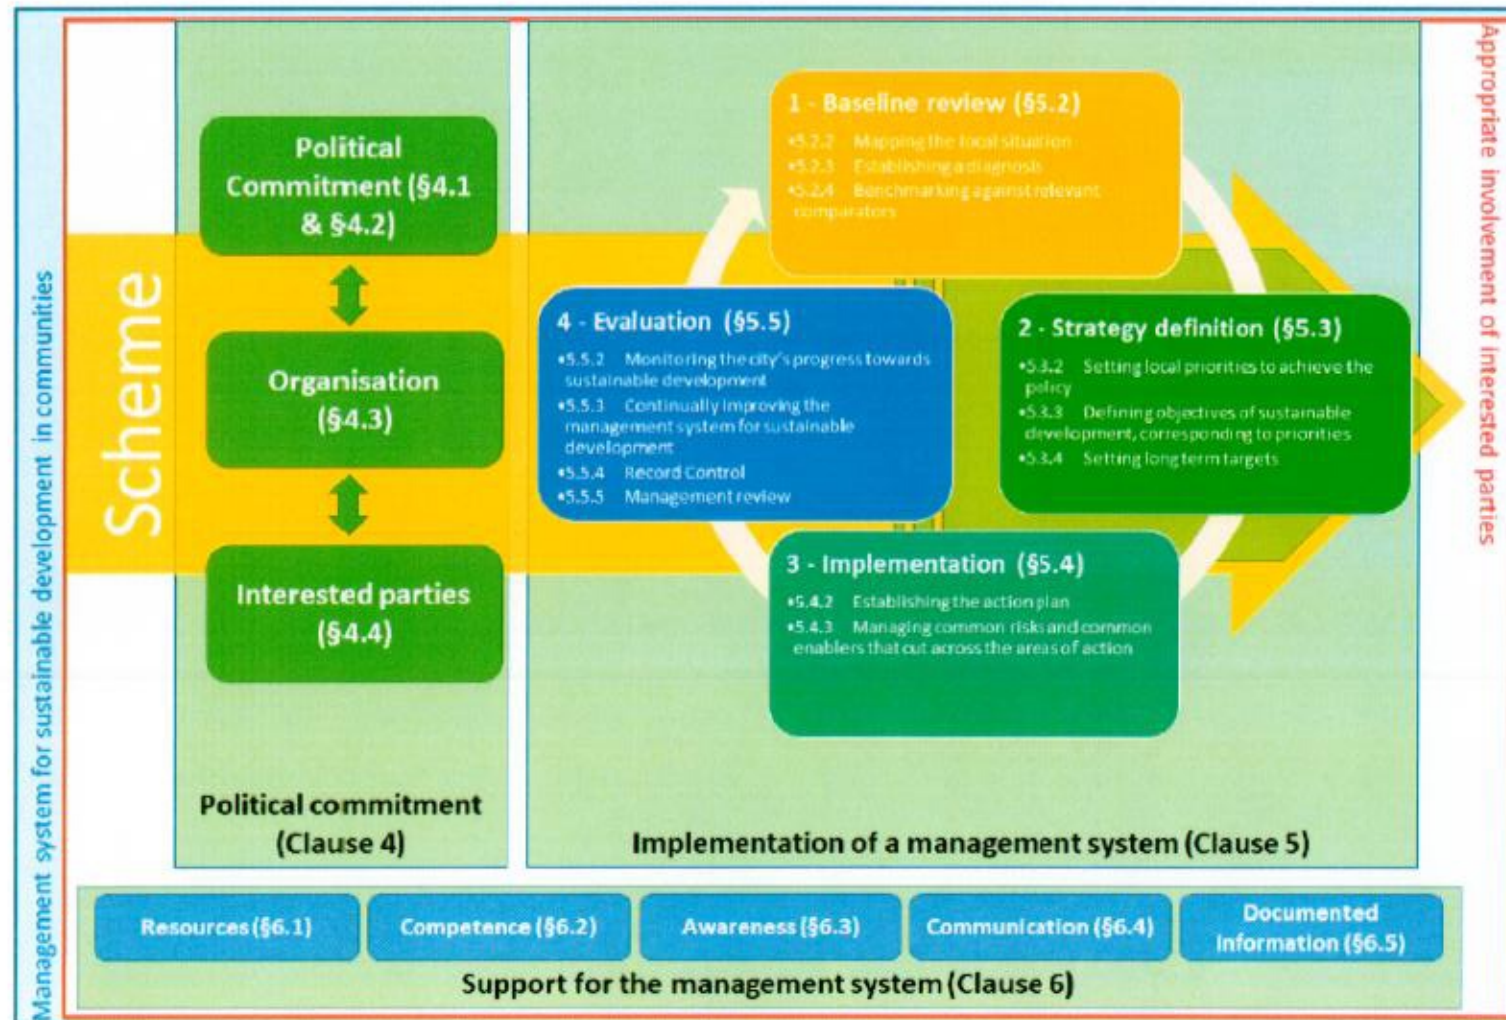 Management system for sustainable development in communities
Appropriate involvement of interested parties
Scheme
Political
Commitment (§4.1
& §4.2)
Organisation
(§4.3)
Interested parties
(§4.4)
Political commitment
(Clause 4)
1 - Baseline review (§5.2)
•5.2.2 Mapping the local situation
•5.2.3 Establishing a diagnosis
•5.2.4 Benchmarking against relevant
comparators
2 - Strategy definition (§5.3)
•5.3.2 Setting local priorities to achieve the
policy
•5.3.3 Defining objectives of sustainable
development, corresponding to priorities
•5.3.4 Setting long term targets
3 - Implementation (§5.4)
•5.4.2 Establishing the action plan
•5.4.3 Managing common risks and common
enablers that cut across the areas of action
4 - Evaluation (§5.5)
•5.5.2 Monitoring the city's progress towards
sustainable development
•5.5.3 Continually improving the
management system for sustainable
development
•5.5.4 Record Control
•5.5.5 Management review
Implementation of a management system (Clause 5)
Resources (§6.1)
Competence (§6.2)
Awareness (§6.3)
Communication (§6.4)
Documented
Information (§6.5)
Support for the management system (Clause 6)